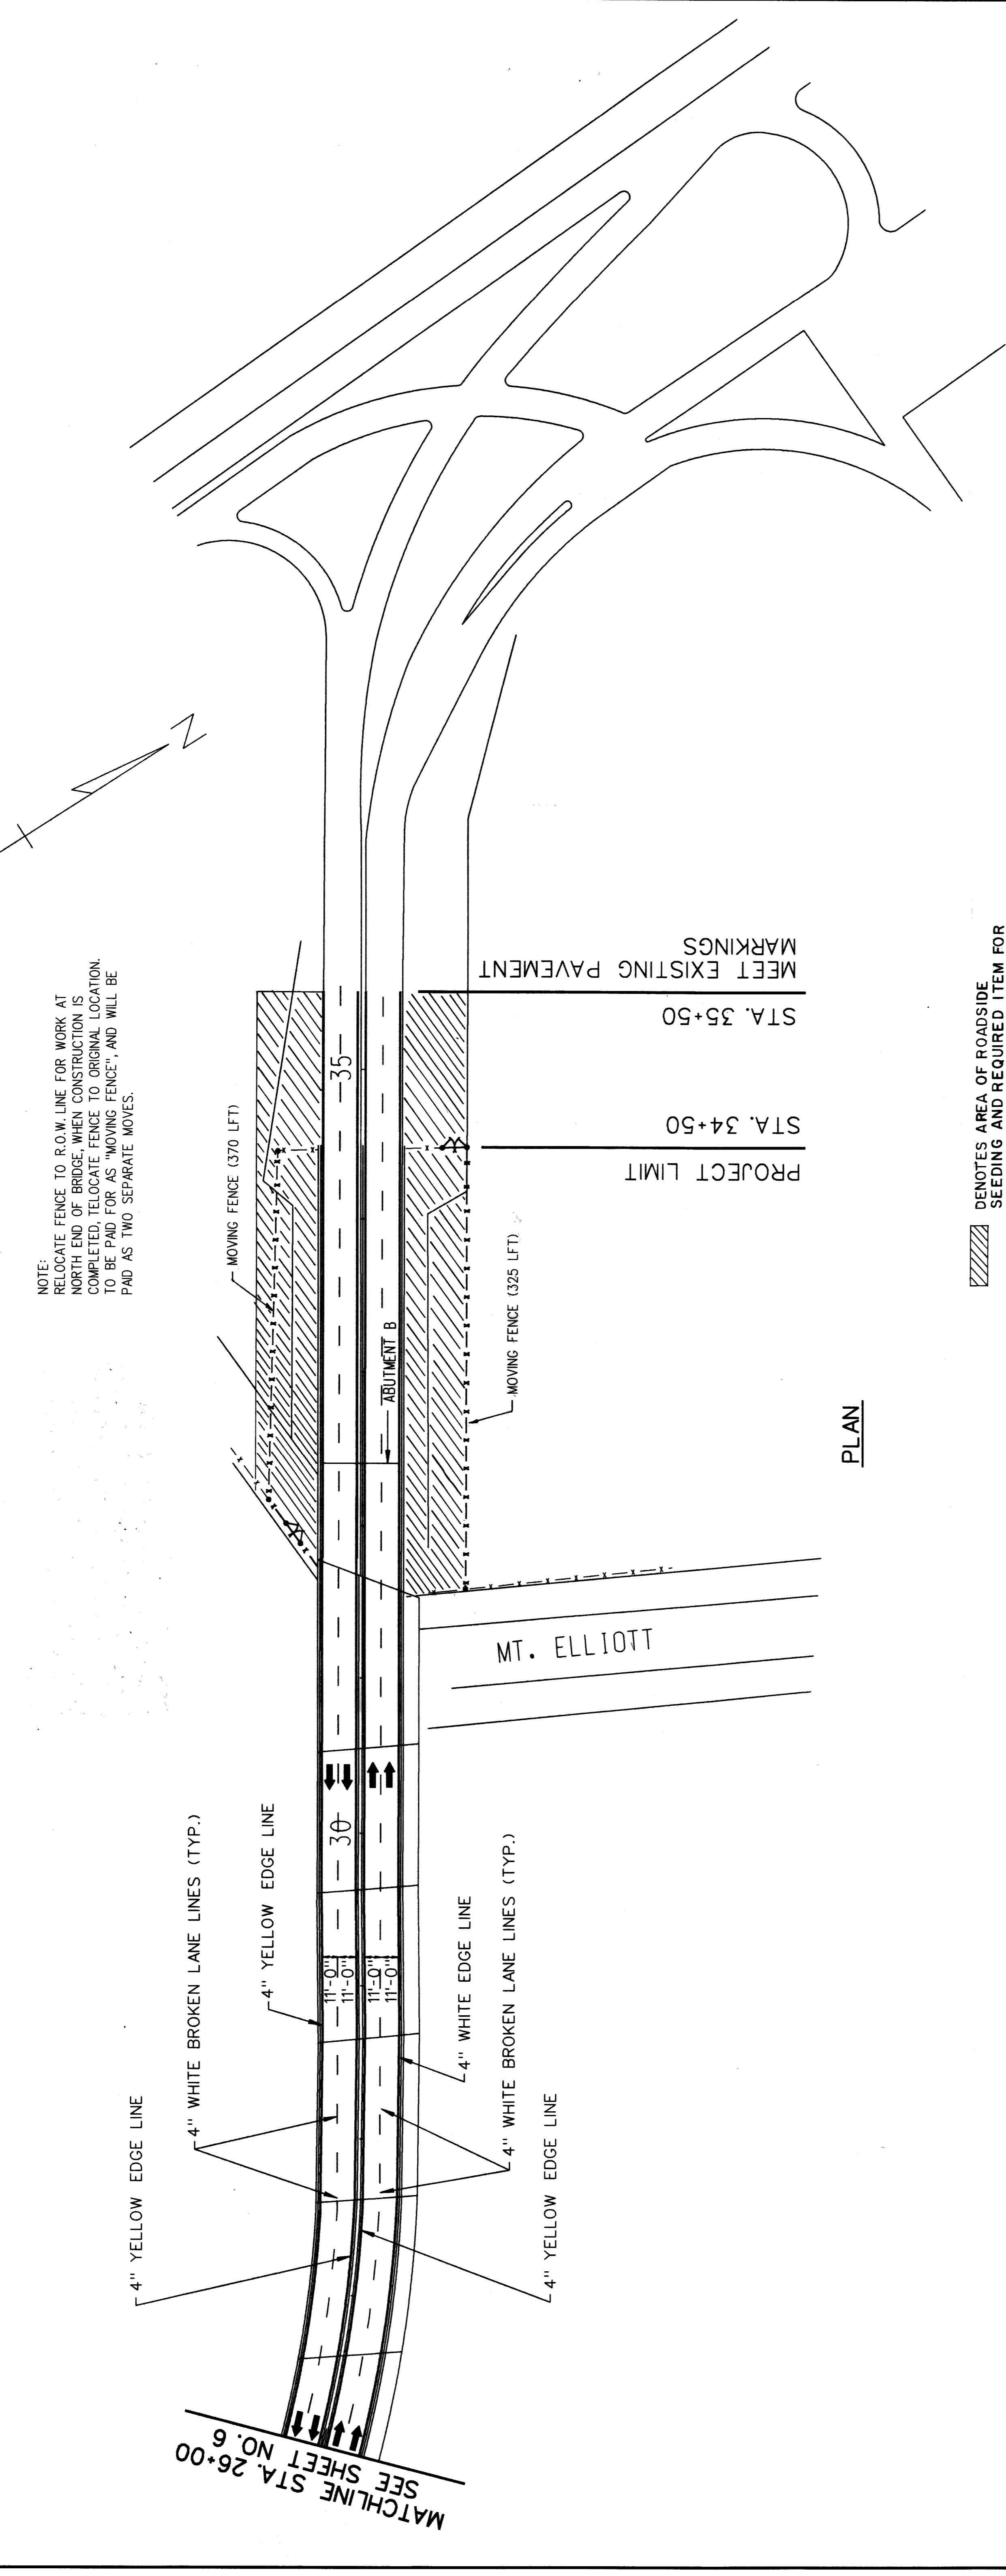 NOTE:
RELOCATE FENCE TO R.O.W. LINE FOR WORK AT
NORTH END OF BRIDGE, WHEN CONSTRUCTION IS
COMPLETED, TELOCATE FENCE TO ORIGINAL LOCATION.
TO BE PAID FOR AS "MOVING FENCE", AND WILL BE
PAID AS TWO SEPARATE MOVES.
N
MOVING FENCE (370 LFT)
35
MEET EXISTING PAVEMENT
MARKINGS
STA. 35+50
STA. 34+50
PROJECT LIMIT
ABUTMENT B
MOVING FENCE (325 LFT)
PLAN
DENOTES AREA OF ROADSIDE
SEEDING AND REQUIRED ITEM FOR
MT. ELLIOTT
30
4" WHITE BROKEN LANE LINES (TYP.)
4" YELLOW EDGE LINE
11'-0"
11'-0"
11'-0"
11'-0"
4" WHITE EDGE LINE
4" WHITE BROKEN LANE LINES (TYP.)
4" YELLOW EDGE LINE
4" YELLOW EDGE LINE
MATCHLINE STA. 26+00
SEE SHEET NO. 6